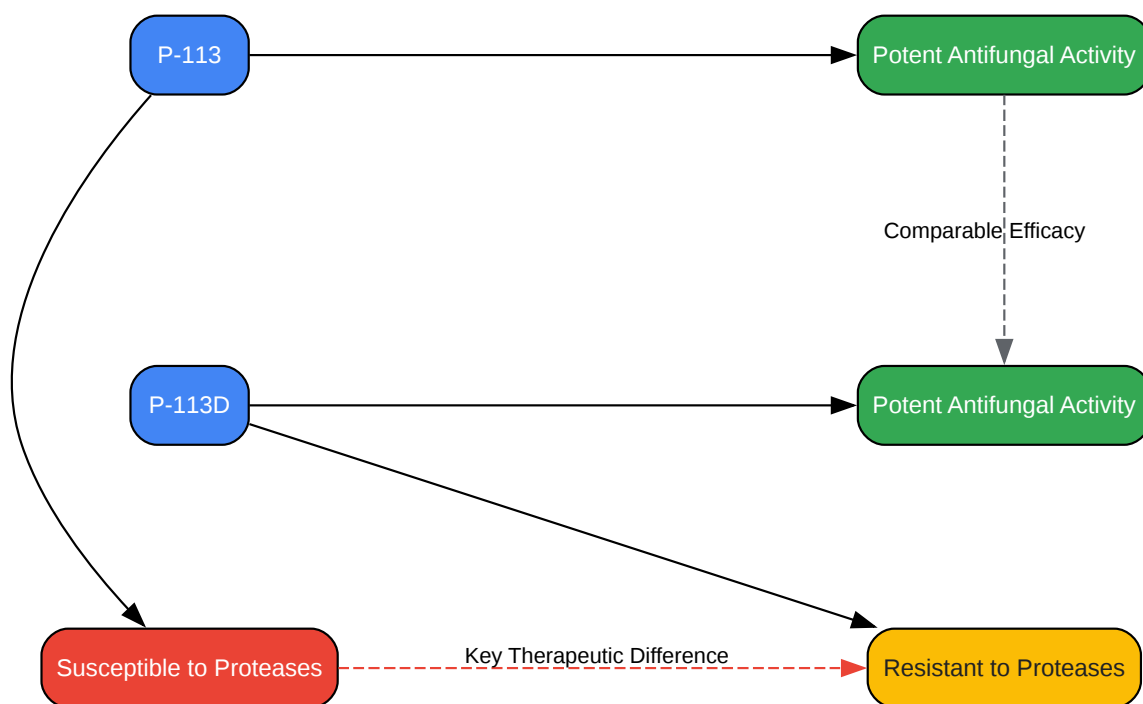 P-113
Potent Antifungal Activity
Comparable Efficacy
P-113D
Potent Antifungal Activity
Susceptible to Proteases
Key Therapeutic Difference
Resistant to Proteases